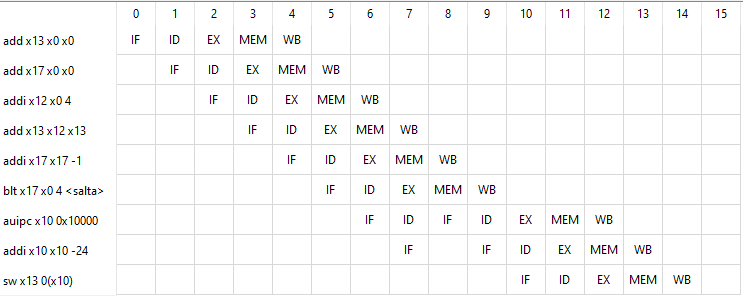 0 1 2 3 4 5 6 7 8 9 10 11 12 13 14 15
add x13 x0 x0 IF ID EX MEM WB
add x17 x0 x0 IF ID EX MEM WB
addi x12 x0 4 IF ID EX MEM WB
add x13 x12 x13 IF ID EX MEM WB
addi x17 x17 -1 IF ID EX MEM WB
blt x17 x0 4 <salta> IF ID EX MEM WB
auipc x10 0x10000 IF ID IF ID EX MEM WB
addi x10 x10 -24 IF IF ID EX MEM WB
sw x13 0(x10) IF ID EX MEM WB